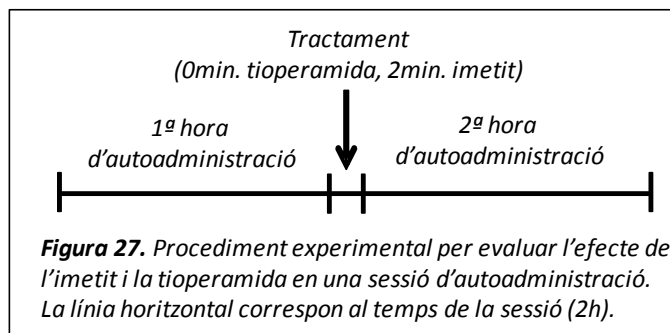 Tractament
(0min. tioperamida, 2min. imetit)
1ª hora
d'autoadministració
2ª hora
d'autoadministració
Figura 27. Procediment experimental per evaluar l'efecte de
l'imetit i la tioperamida en una sessió d'autoadministració.
La línia horitzontal correspon al temps de la sessió (2h).